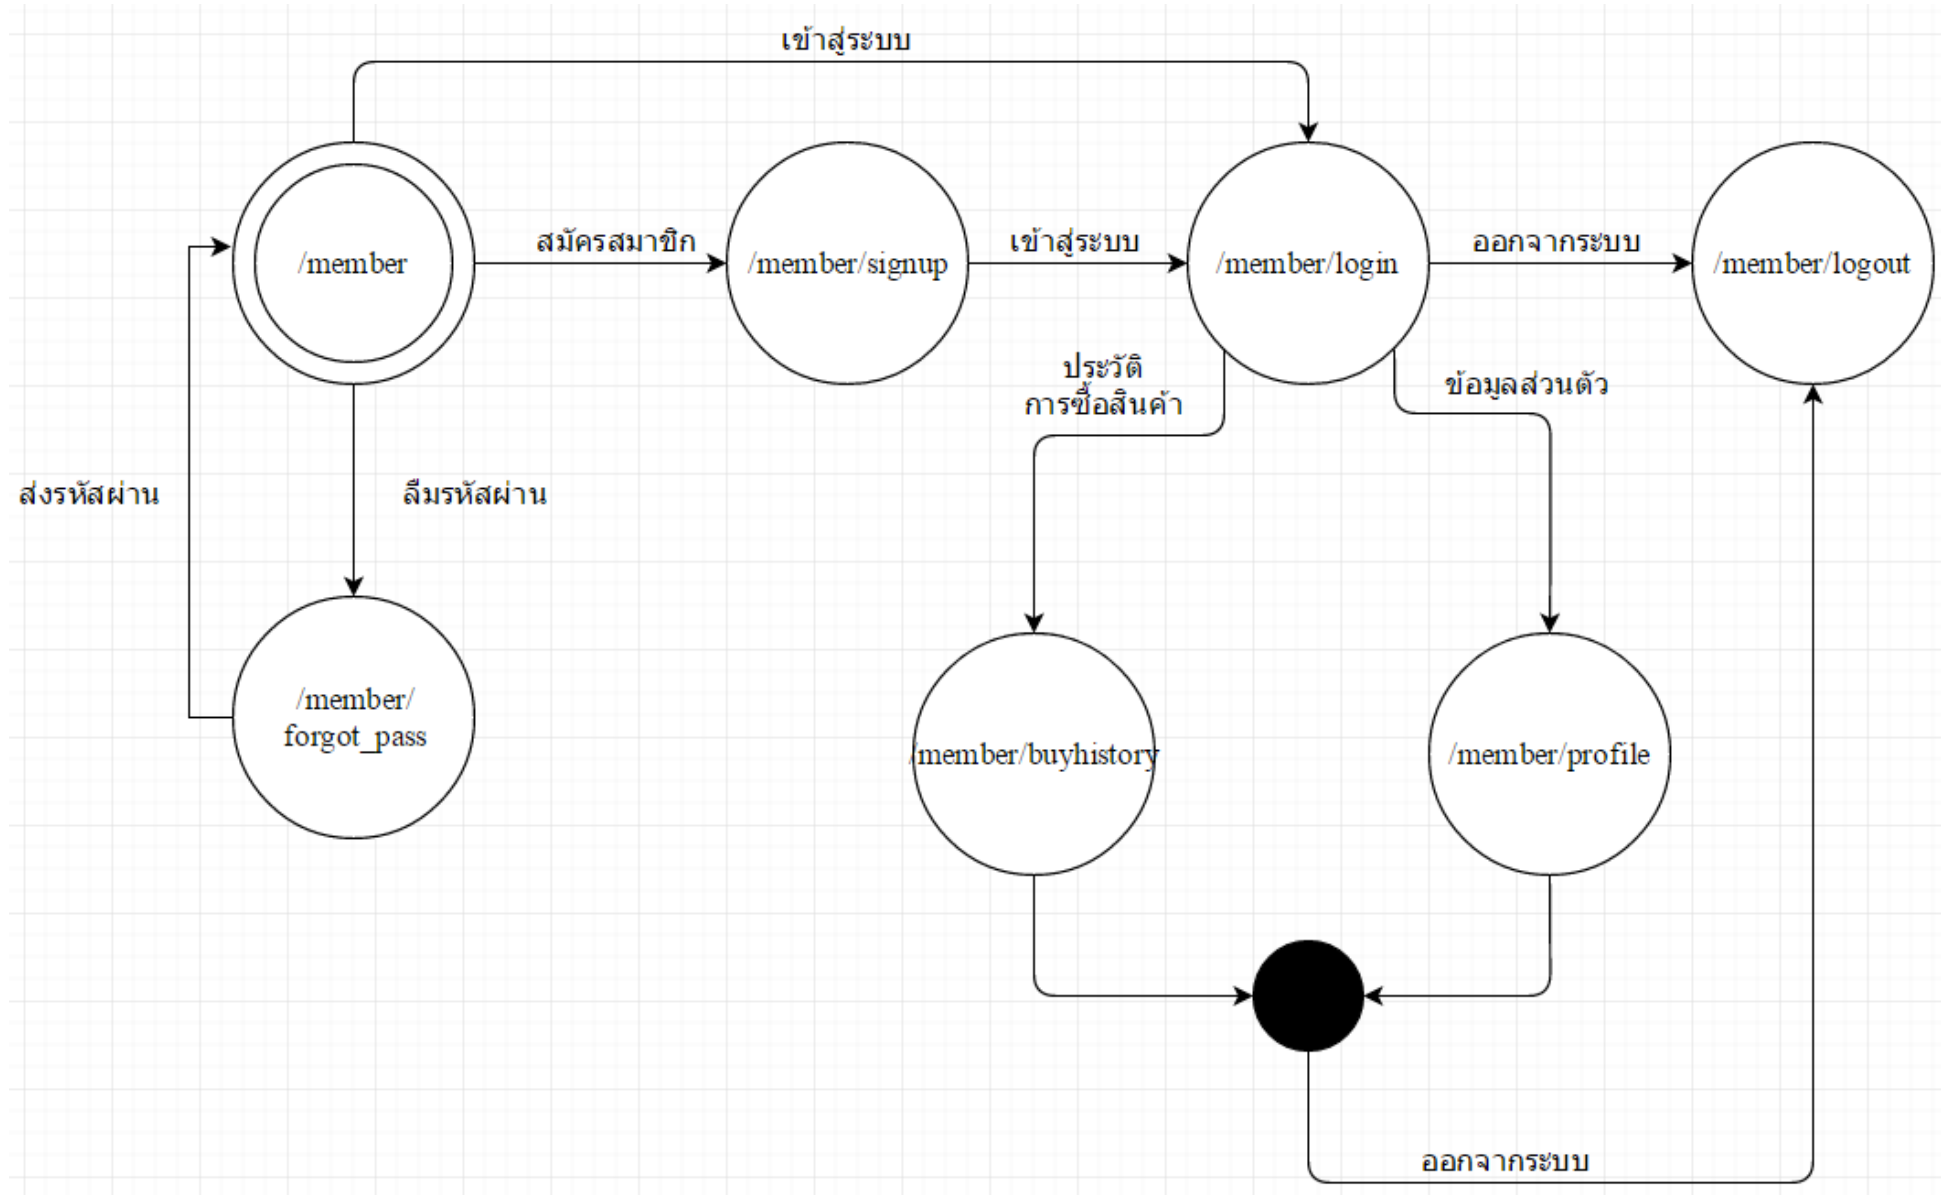 เข้าสู่ระบบ
/member
สมัครสมาชิก
/member/signup
เข้าสู่ระบบ
/member/login
ออกจากระบบ
/member/logout
ประวัติ
การซื้อสินค้า
ข้อมูลส่วนตัว
ส่งรหัสผ่าน
ลืมรหัสผ่าน
/member/
forgot_pass
/member/buyhistory
/member/profile
ออกจากระบบ